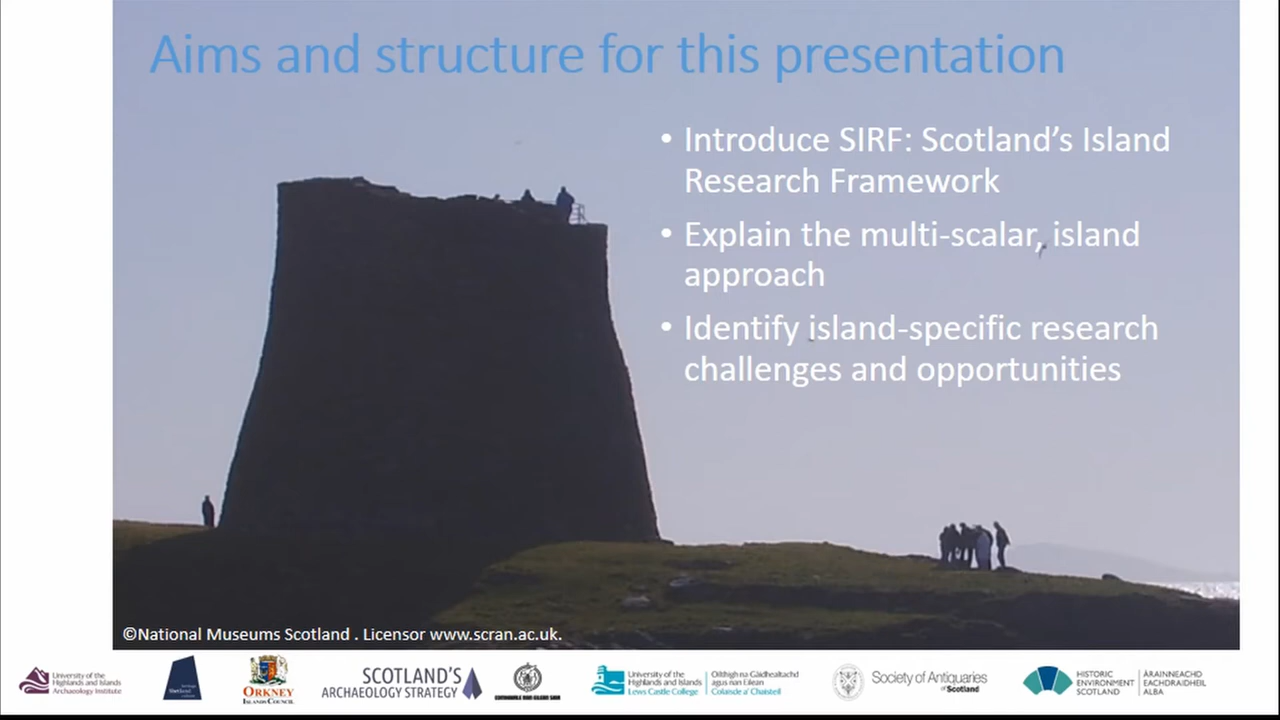 Aims and structure for this presentation
• Introduce SIRF: Scotland’s Island
Research Framework
• Explain the multi-scalar, island
approach
• Identify island-specific research
challenges and opportunities
©National Museums Scotland . Licensor www.scran.ac.uk.
University of the
Highlands and Islands
Archaeology Institute
Shetland
ORKNEY
ISLANDS COUNCIL
SCOTLAND'S
ARCHAEOLOGY STRATEGY
University of the
Highlands and Islands
Lews Castle College
Oilthigh na Gàidhealtachd
agus nan Eilean
Colaisde a' Chaisteil
Society of Antiquaries
of Scotland
HISTORIC
ENVIRONMENT
SCOTLAND
ÀRAINNEACHD
EACHDRAIDHEIL
ALBA